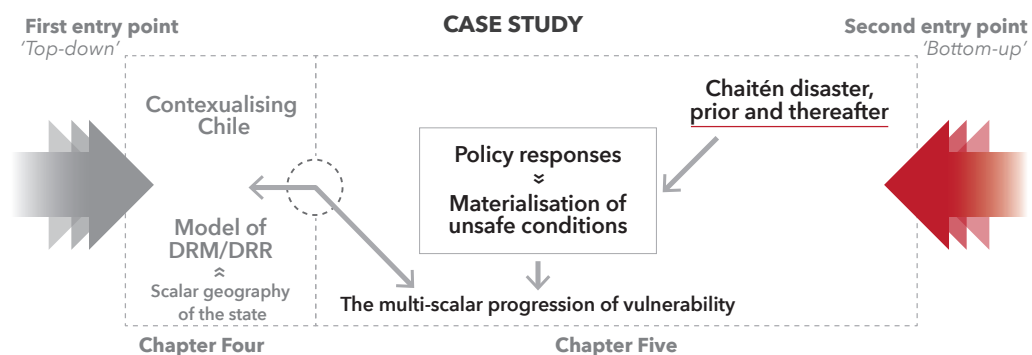 First entry point
'Top-down'
CASE STUDY
Second entry point
'Bottom-up'
Contexualising
Chile
Model of
DRM/DRR
Scalar geography
of the state
Chaitén disaster,
prior and thereafter
Policy responses
Materialisation of
unsafe conditions
The multi-scalar progression of vulnerability
Chapter Four
Chapter Five